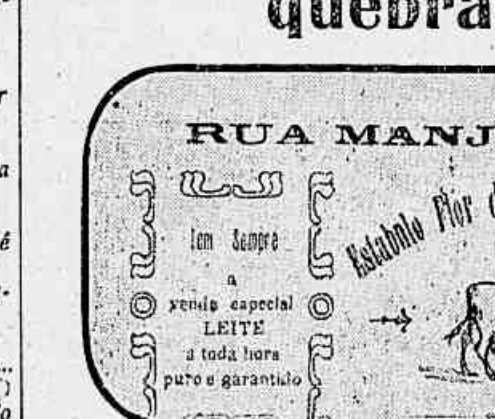 quebra
RUA MANJ
Tem Sempre
a
venda especial
LEITE
a toda hora
puro e garantido
Estabulo Flor